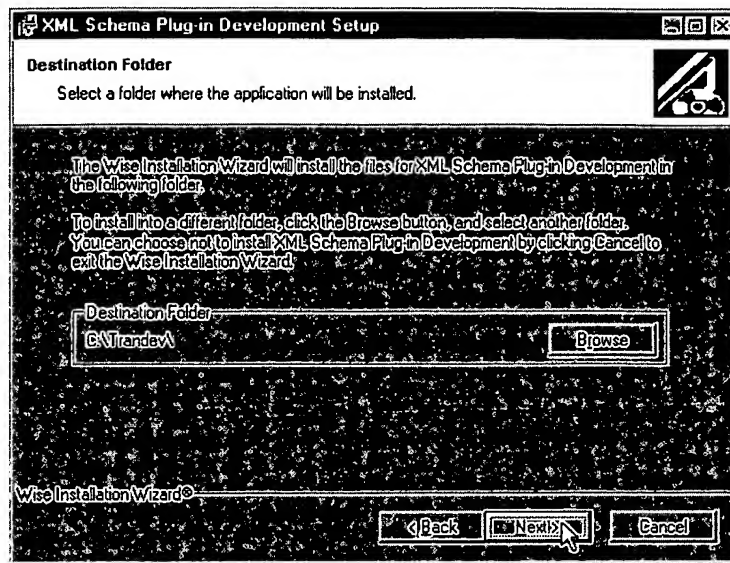 XML Schema Plug-in Development Setup
Destination Folder
Select a folder where the application will be installed.
The Wise Installation Wizard will install the files for XML Schema Plug-in Development in
the following folder.
To install into a different folder, click the Browse button, and select another folder.
You can choose not to install XML Schema Plug-in Development by clicking Cancel to
exit the Wise Installation Wizard.
Destination Folder
C:\Trandev\
Browse
Wise Installation Wizard®
< Back
Next >
Cancel